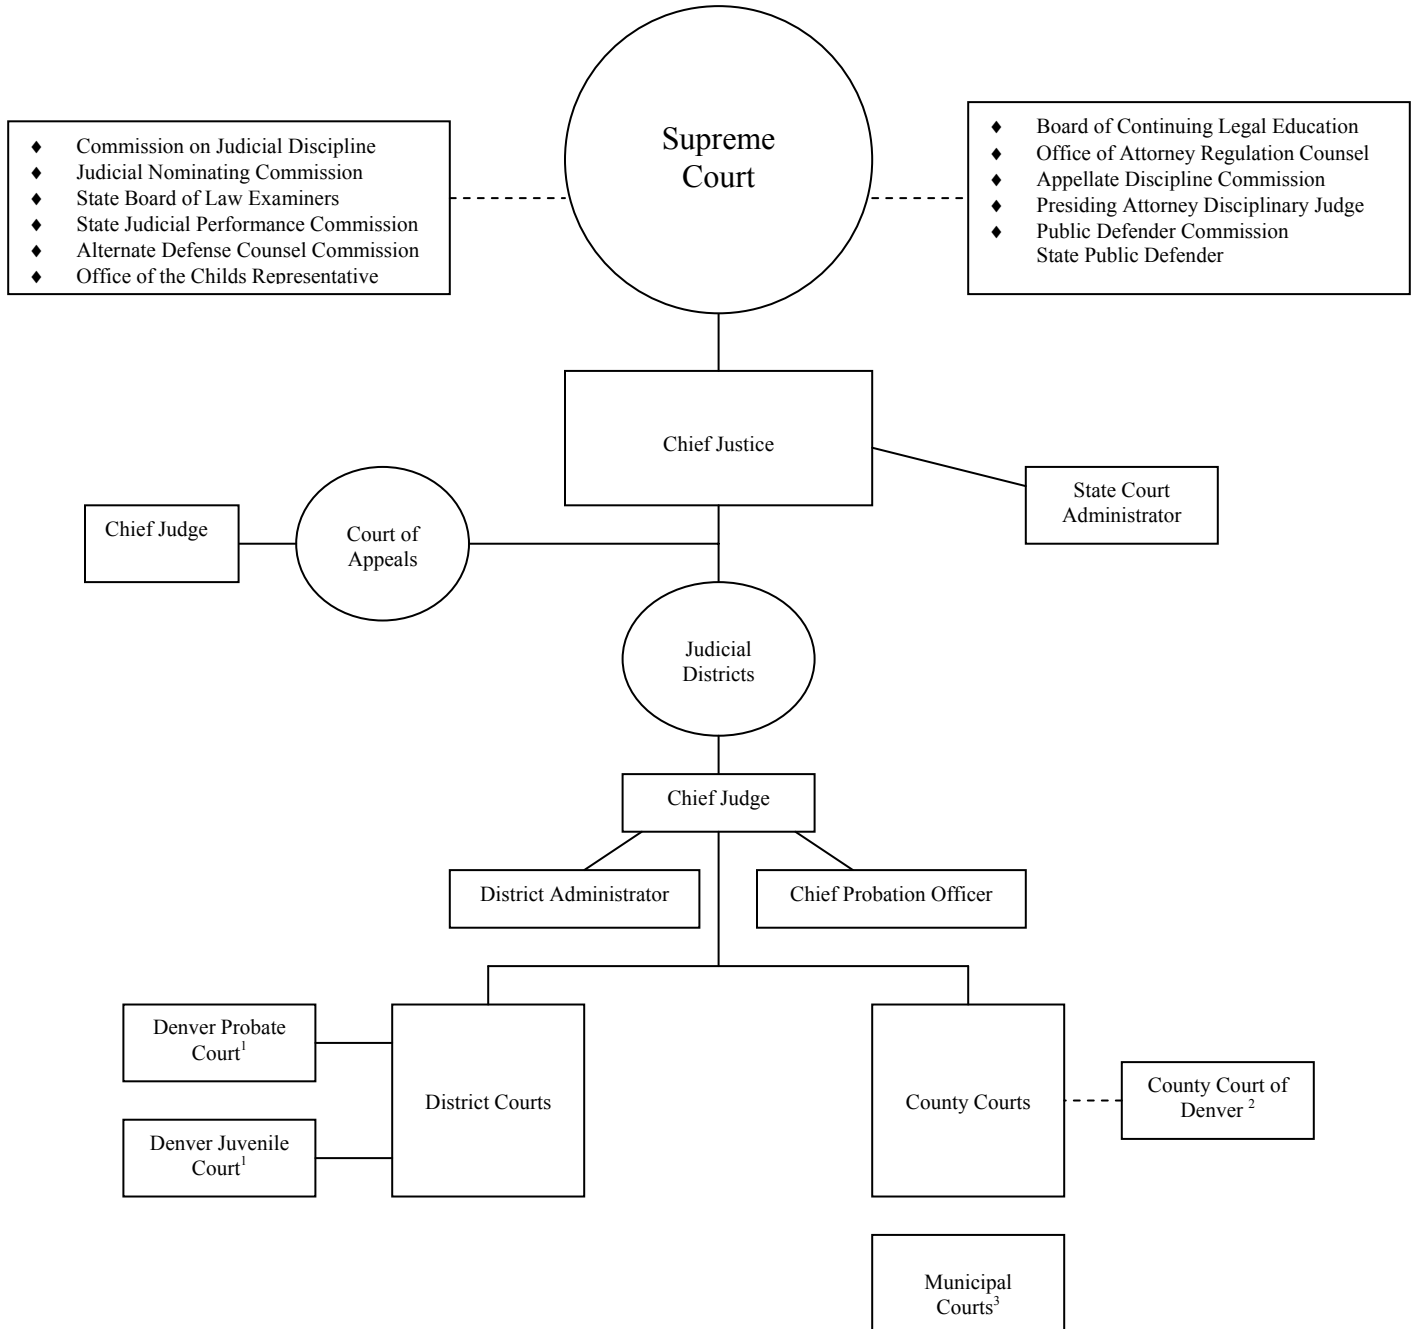 Supreme
Court
♦ Commission on Judicial Discipline
♦ Judicial Nominating Commission
♦ State Board of Law Examiners
♦ State Judicial Performance Commission
♦ Alternate Defense Counsel Commission
♦ Office of the Childs Representative
♦ Board of Continuing Legal Education
♦ Office of Attorney Regulation Counsel
♦ Appellate Discipline Commission
♦ Presiding Attorney Disciplinary Judge
♦ Public Defender Commission
State Public Defender
Chief Justice
State Court
Administrator
Chief Judge
Court of
Appeals
Judicial
Districts
Chief Judge
District Administrator
Chief Probation Officer
Denver Probate
Court¹
Denver Juvenile
Court¹
District Courts
County Courts
County Court of
Denver ²
Municipal
Courts³